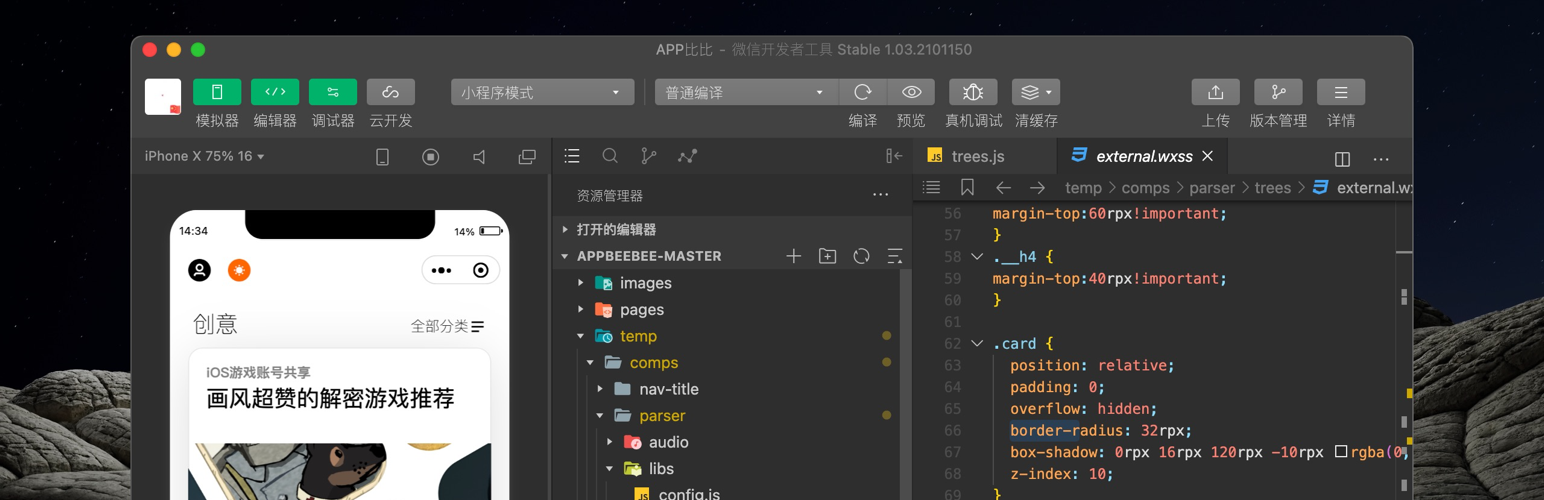 APP比比 - 微信开发者工具 Stable 1.03.2101150
模拟器 编辑器 调试器 云开发 小程序模式 普通编译 编译 预览 真机调试 清缓存 上传 版本管理 详情
iPhone X 75% 16
14:34 14%
创意 全部分类
iOS游戏账号共享
画风超赞的解密游戏推荐
资源管理器
打开的编辑器
APPBEEBEE-MASTER
images
pages
temp
comps
nav-title
parser
audio
libs
config.js
JS trees.js external.wxss
temp > comps > parser > trees > external.w
56 margin-top:60rpx!important;
57 }
58 .__h4 {
59 margin-top:40rpx!important;
60 }
61
62 .card {
63 position: relative;
64 padding: 0;
65 overflow: hidden;
66 border-radius: 32rpx;
67 box-shadow: 0rpx 16rpx 120rpx -10rpx rgba(0,
68 z-index: 10;
69 }